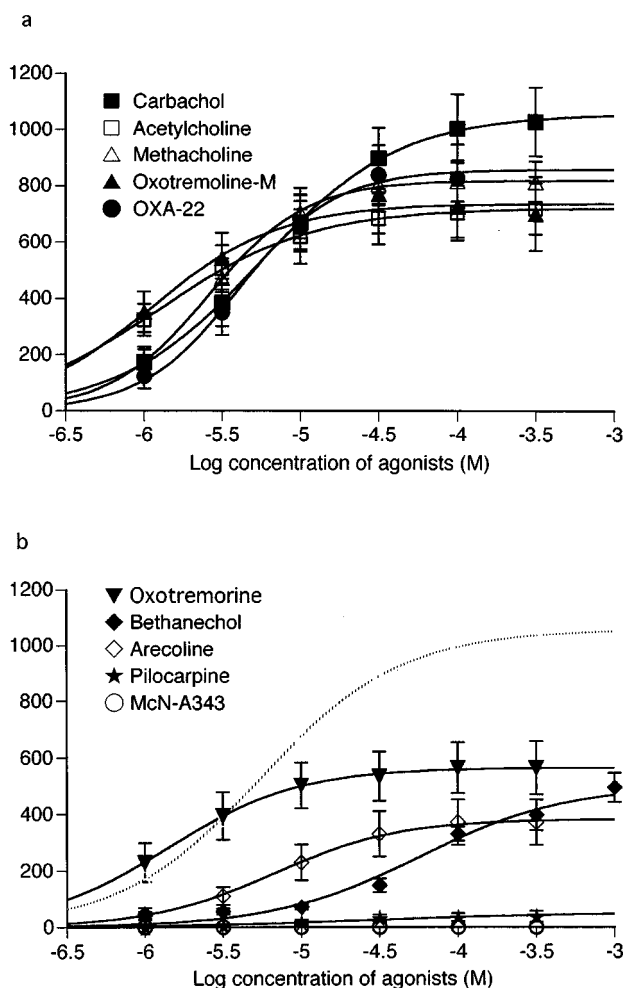 a
1200
1000
800
600
400
200
0
Carbachol
Acetylcholine
Methacholine
Oxotremoline-M
OXA-22
-6.5 -6 -5.5 -5 -4.5 -4 -3.5 -3
Log concentration of agonists (M)
b
1200
1000
800
600
400
200
0
Oxotremorine
Bethanechol
Arecoline
Pilocarpine
McN-A343
-6.5 -6 -5.5 -5 -4.5 -4 -3.5 -3
Log concentration of agonists (M)